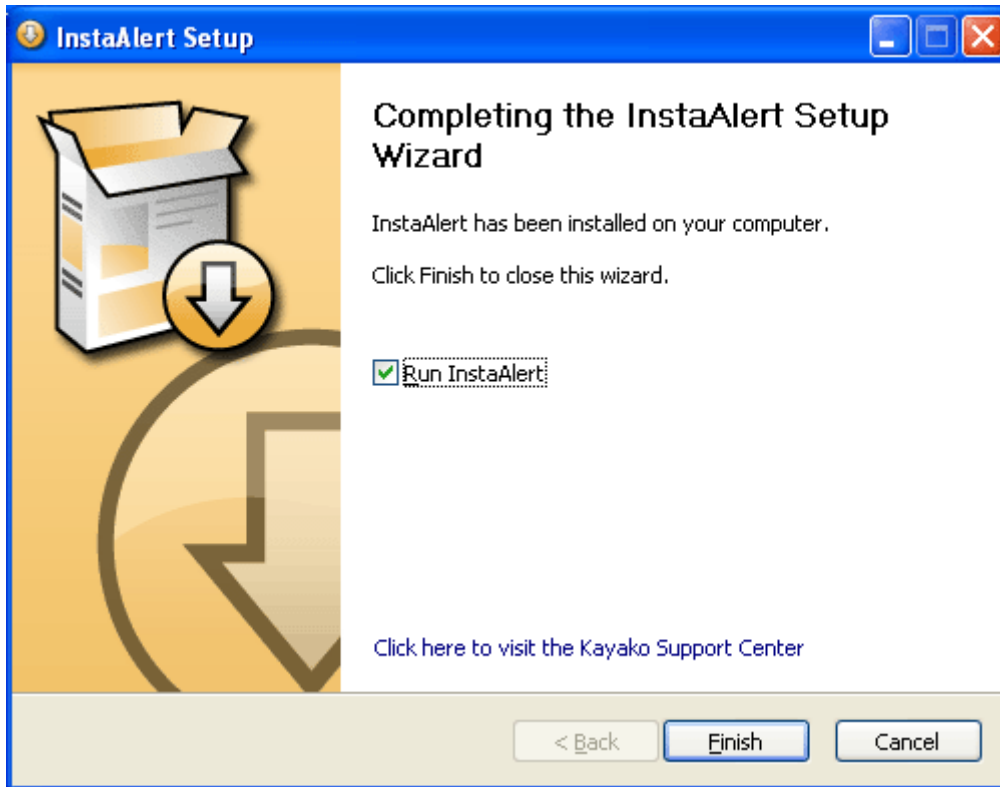 InstaAlert Setup
Completing the InstaAlert Setup
Wizard
InstaAlert has been installed on your computer.
Click Finish to close this wizard.
Run InstaAlert
Click here to visit the Kayako Support Center
< Back Finish Cancel